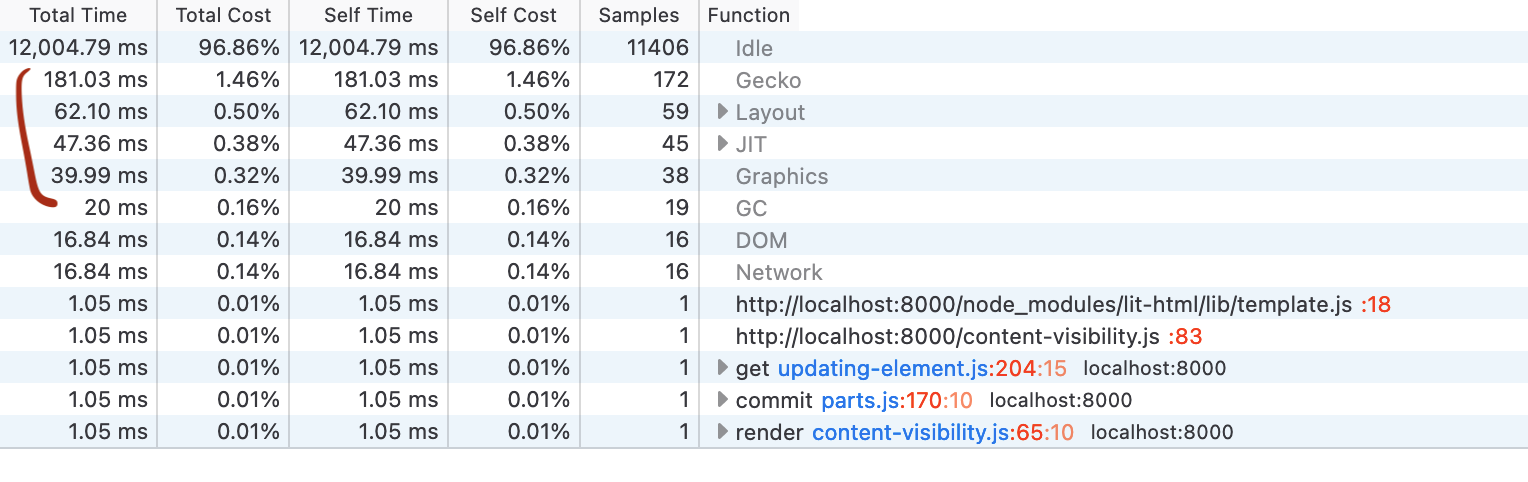 Total Time Total Cost Self Time Self Cost Samples Function
12,004.79 ms 96.86% 12,004.79 ms 96.86% 11406 Idle
181.03 ms 1.46% 181.03 ms 1.46% 172 Gecko
62.10 ms 0.50% 62.10 ms 0.50% 59 Layout
47.36 ms 0.38% 47.36 ms 0.38% 45 JIT
39.99 ms 0.32% 39.99 ms 0.32% 38 Graphics
20 ms 0.16% 20 ms 0.16% 19 GC
16.84 ms 0.14% 16.84 ms 0.14% 16 DOM
16.84 ms 0.14% 16.84 ms 0.14% 16 Network
1.05 ms 0.01% 1.05 ms 0.01% 1 http://localhost:8000/node_modules/lit-html/lib/template.js :18
1.05 ms 0.01% 1.05 ms 0.01% 1 http://localhost:8000/content-visibility.js :83
1.05 ms 0.01% 1.05 ms 0.01% 1 get updating-element.js:204:15 localhost:8000
1.05 ms 0.01% 1.05 ms 0.01% 1 commit parts.js:170:10 localhost:8000
1.05 ms 0.01% 1.05 ms 0.01% 1 render content-visibility.js:65:10 localhost:8000